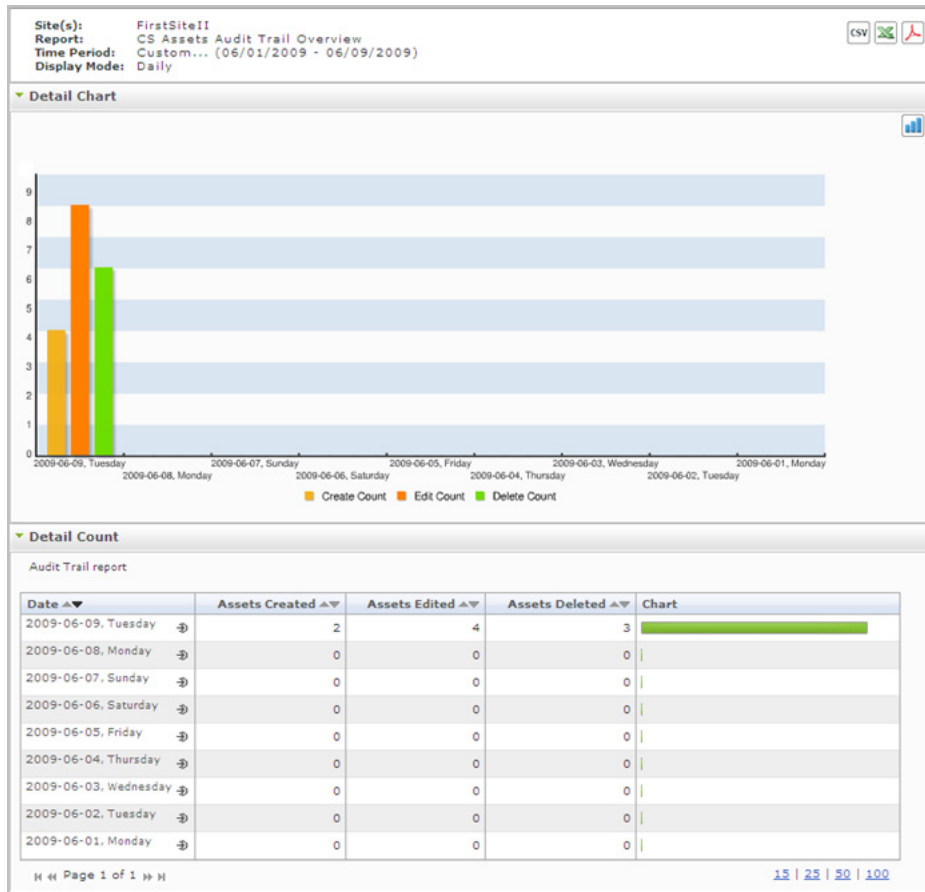 Site(s): FirstSiteII
Report: CS Assets Audit Trail Overview
Time Period: Custom... (06/01/2009 - 06/09/2009)
Display Mode: Daily
CSV
Detail Chart
9
8
7
6
5
4
3
2
1
0
2009-06-09, Tuesday 2009-06-07, Sunday 2009-06-05, Friday 2009-06-03, Wednesday 2009-06-01, Monday
2009-06-08, Monday 2009-06-06, Saturday 2009-06-04, Thursday 2009-06-02, Tuesday
Create Count Edit Count Delete Count
Detail Count
Audit Trail report
Date Assets Created Assets Edited Assets Deleted Chart
2009-06-09, Tuesday 2 4 3
2009-06-08, Monday 0 0 0
2009-06-07, Sunday 0 0 0
2009-06-06, Saturday 0 0 0
2009-06-05, Friday 0 0 0
2009-06-04, Thursday 0 0 0
2009-06-03, Wednesday 0 0 0
2009-06-02, Tuesday 0 0 0
2009-06-01, Monday 0 0 0
Page 1 of 1 15 | 25 | 50 | 100